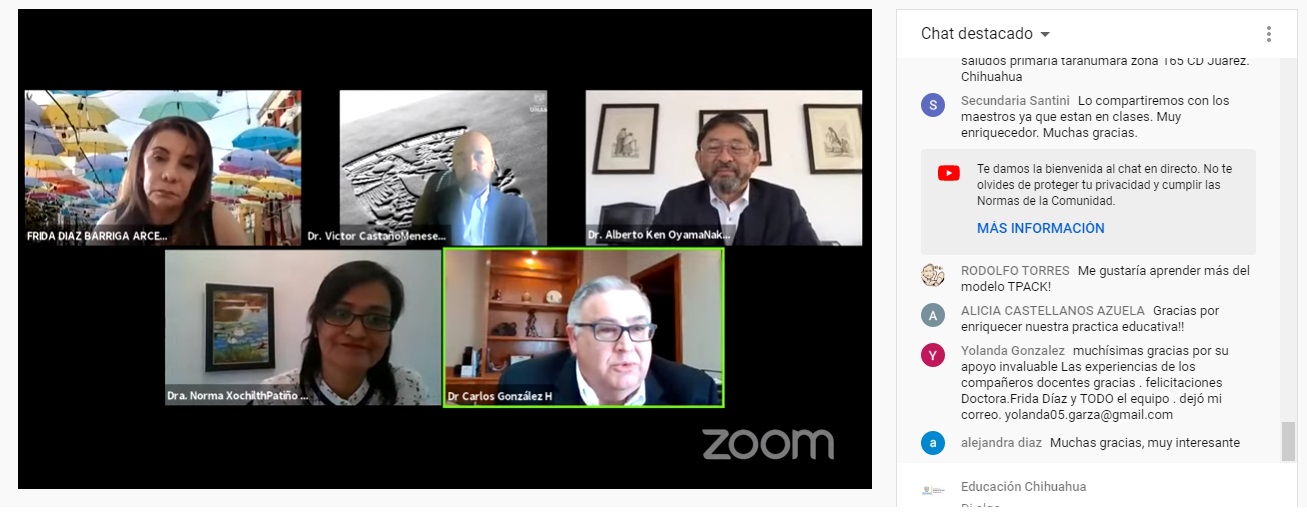 FRIDA DIAZ BARRIGA ARCE...
Dr. Victor CastañoMenese...
Dr. Alberto Ken OyamaNak...
Dra. Norma XochilthPatiño ...
Dr Carlos González H
zoom
Chat destacado
saludos primaria tarahumara zona 165 CD Juarez.
Chihuahua
S
Secundaria Santini Lo compartiremos con los
maestros ya que estan en clases. Muy
enriquecedor. Muchas gracias.
Te damos la bienvenida al chat en directo. No te
olvides de proteger tu privacidad y cumplir las
Normas de la Comunidad.
MÁS INFORMACIÓN
RODOLFO TORRES Me gustaría aprender más del
modelo TPACK!
A
ALICIA CASTELLANOS AZUELA Gracias por
enriquecer nuestra practica educativa!!
Y
Yolanda Gonzalez muchísimas gracias por su
apoyo invaluable Las experiencias de los
compañeros docentes gracias . felicitaciones
Doctora.Frida Díaz y TODO el equipo . dejó mi
correo. yolanda05.garza@gmail.com
a
alejandra diaz Muchas gracias, muy interesante
Educación Chihuahua